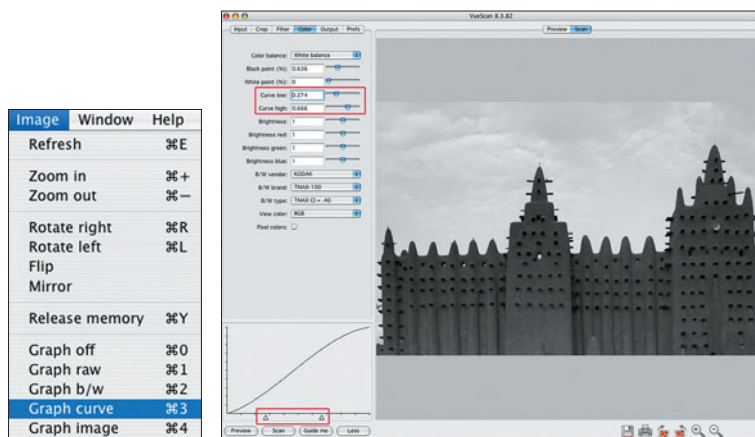 Image Window Help
Refresh ⌘E
Zoom in ⌘+
Zoom out ⌘−
Rotate right ⌘R
Rotate left ⌘L
Flip
Mirror
Release memory ⌘Y
Graph off ⌘0
Graph raw ⌘1
Graph b/w ⌘2
Graph curve ⌘3
Graph image ⌘4
VueScan 8.3.82
Input Crop Filter Color Output Prefs
Preview Scan
Color balance: White balance
Black point (%): 0.636
White point (%): 0
Curve low: 0.274
Curve high: 0.666
Brightness: 1
Brightness red: 1
Brightness green: 1
Brightness blue: 1
B/W vendor: KODAK
B/W brand: TMAX-100
B/W type: TMAX CI = .40
View color: RGB
Pixel colors:
Preview Scan Guide me Less